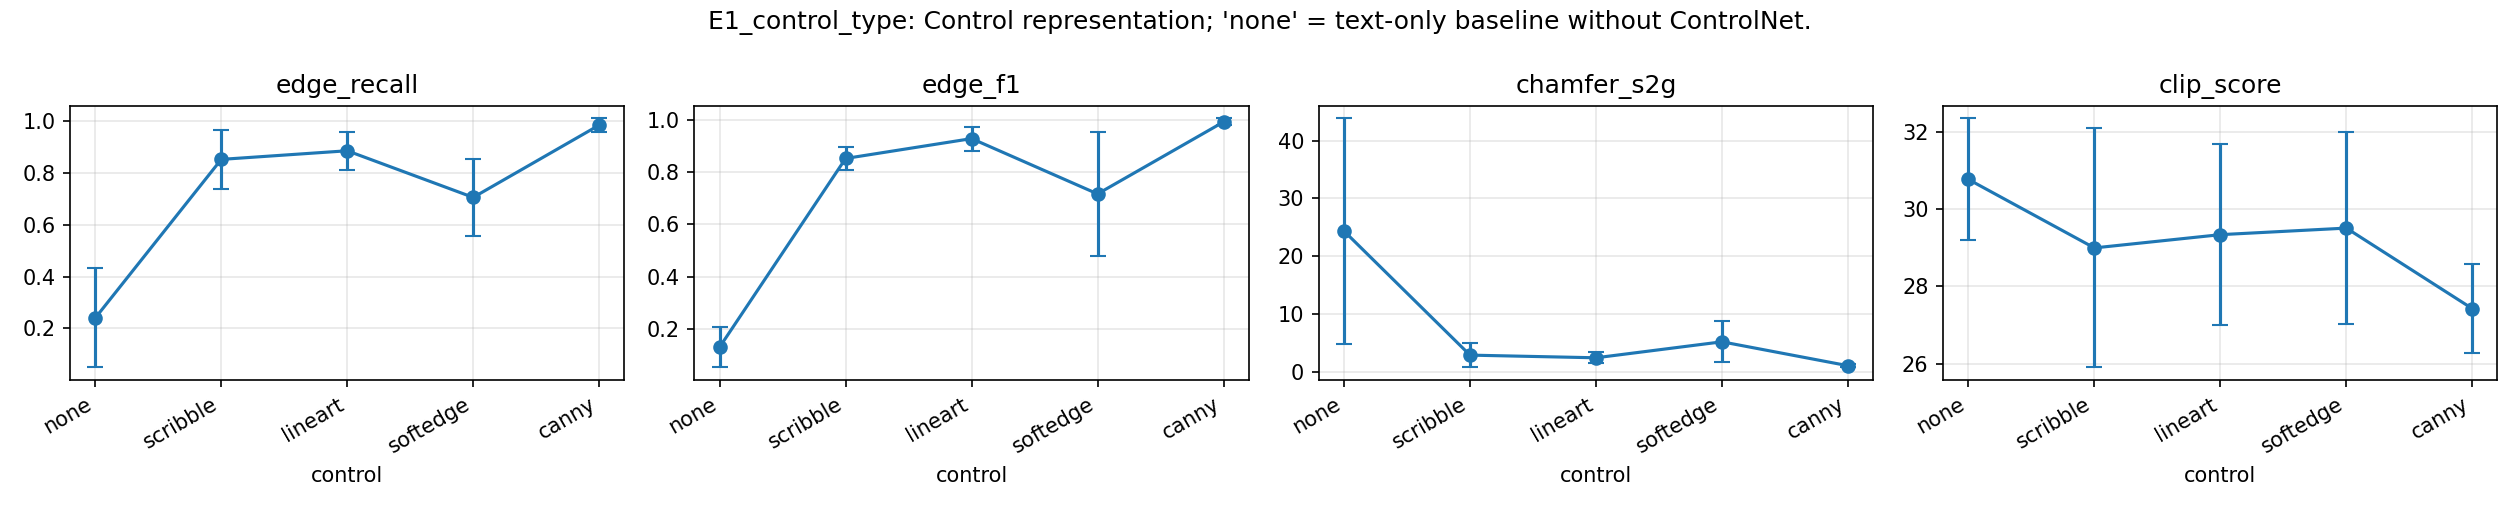 E1_control_type: Control representation; 'none' = text-only baseline without ControlNet.
edge_recall
1.0
0.8
0.6
0.4
0.2
none
scribble
lineart
softedge
canny
control
edge_f1
1.0
0.8
0.6
0.4
0.2
none
scribble
lineart
softedge
canny
control
chamfer_s2g
40
30
20
10
0
none
scribble
lineart
softedge
canny
control
clip_score
32
30
28
26
none
scribble
lineart
softedge
canny
control